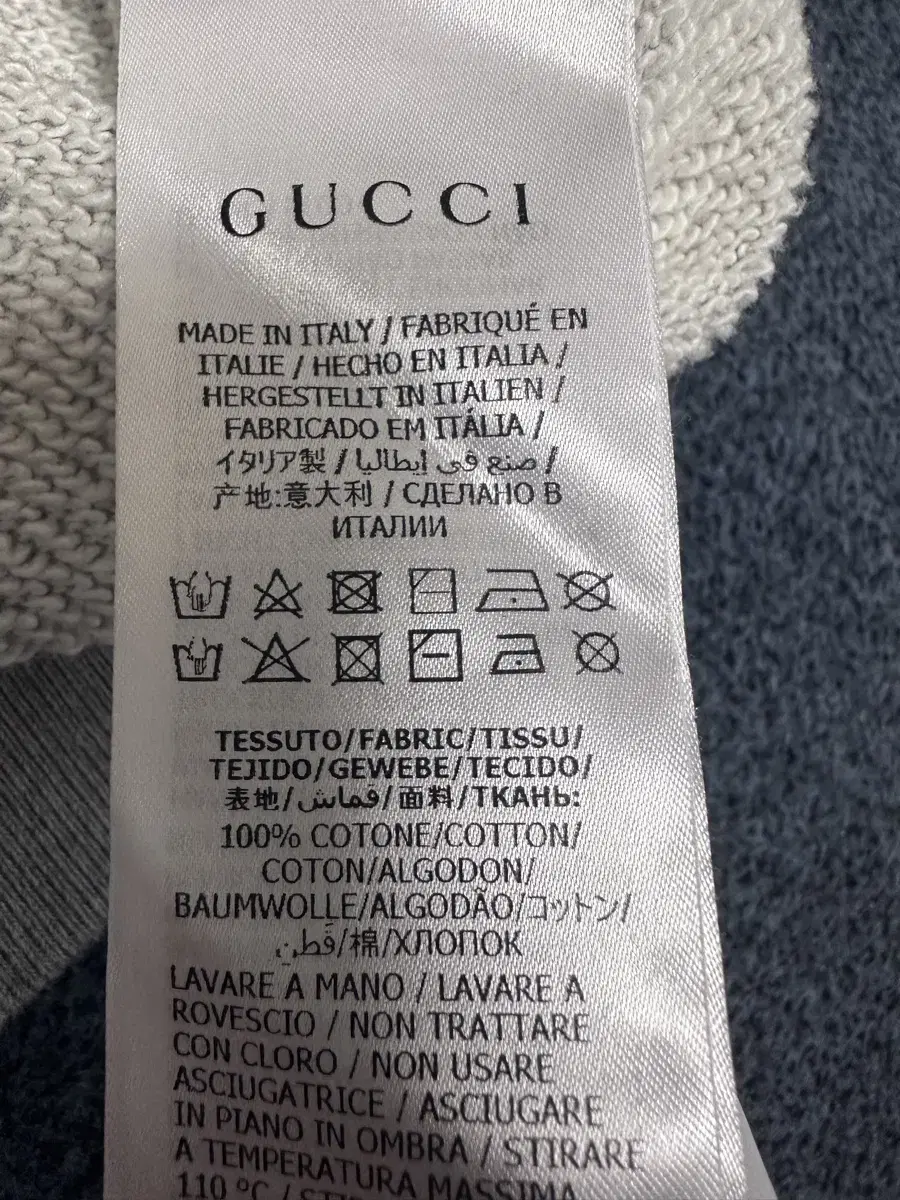 GUCCI
MADE IN ITALY / FABRIQUÉ EN
ITALIE / HECHO EN ITALIA /
HERGESTELLT IN ITALIEN /
FABRICADO EM ITÁLIA /
イタリア製 / صنع في إيطاليا /
产地:意大利 / СДЕЛАНО В
ИТАЛИИ
TESSUTO/FABRIC/TISSU/
TEJIDO/GEWEBE/TECIDO/
表地/قماش/面料/ТКАНЬ:
100% COTONE/COTTON/
COTON/ALGODON/
BAUMWOLLE/ALGODÃO/コットン/
قطن/棉/ХЛОПОК
LAVARE A MANO / LAVARE A
ROVESCIO / NON TRATTARE
CON CLORO / NON USARE
ASCIUGATRICE / ASCIUGARE
IN PIANO IN OMBRA / STIRARE
A TEMPERATURA MASSIMA
110 °C /